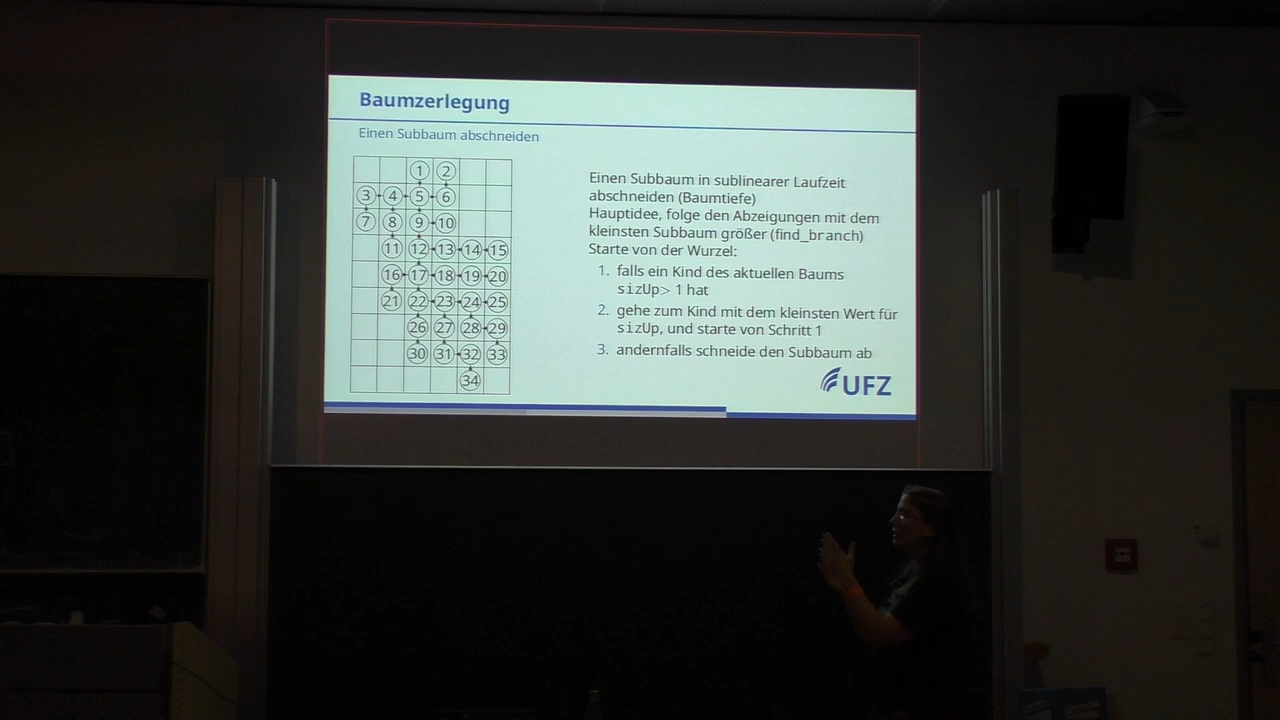 Baumzerlegung
Einen Subbaum abschneiden
1 2
3 4 5 6
7 8 9 10
11 12 13 14 15
16 17 18 19 20
21 22 23 24 25
26 27 28 29
30 31 32 33
34
Einen Subbaum in sublinearer Laufzeit
abschneiden (Baumtiefe)
Hauptidee, folge den Abzeigungen mit dem
kleinsten Subbaum größer (find_branch)
Starte von der Wurzel:
1. falls ein Kind des aktuellen Baums
sizUp> 1 hat
2. gehe zum Kind mit dem kleinsten Wert für
sizUp, und starte von Schritt 1
3. andernfalls schneide den Subbaum ab
UFZ